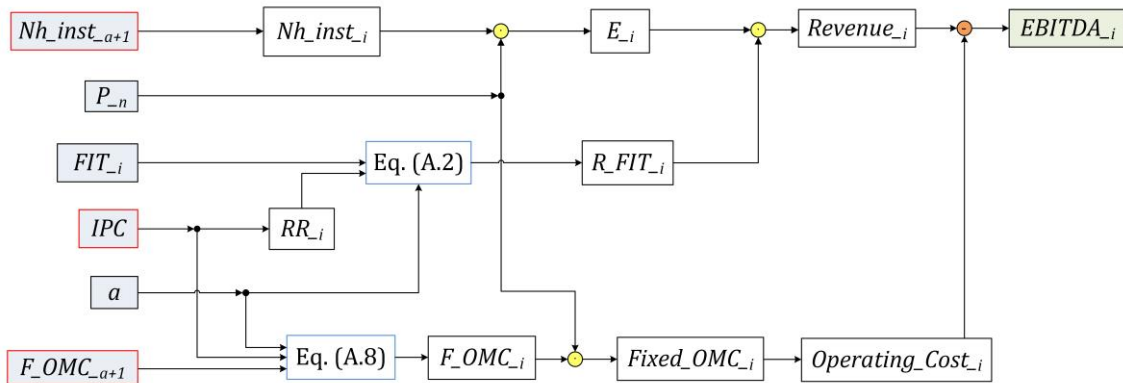 Nh_inst_a+1
Nh_inst_i
E_i
Revenue_i
EBITDA_i
P_n
FIT_i
Eq. (A.2)
R_FIT_i
IPC
RR_i
a
F_OMC_a+1
Eq. (A.8)
F_OMC_i
Fixed_OMC_i
Operating_Cost_i